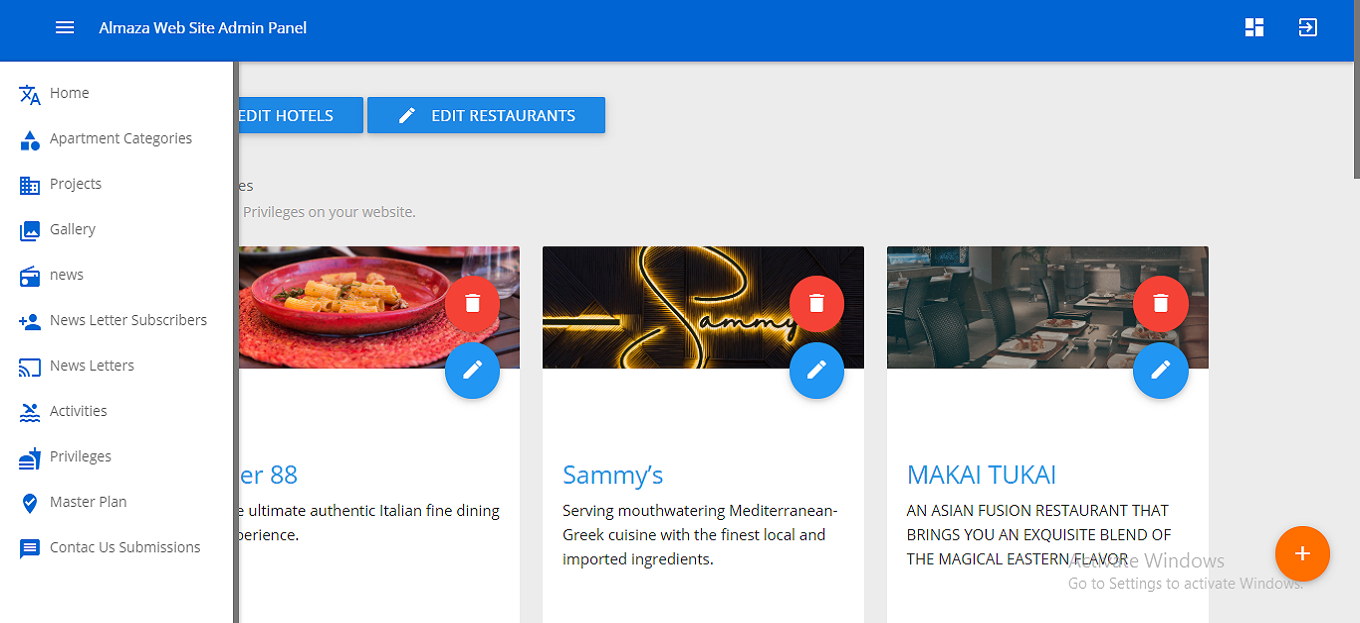 Almaza Web Site Admin Panel
Home
Apartment Categories
Projects
Gallery
news
News Letter Subscribers
News Letters
Activities
Privileges
Master Plan
Contac Us Submissions
EDIT HOTELS
EDIT RESTAURANTS
es
Privileges on your website.
Sammy
er 88
e ultimate authentic Italian fine dining
perience.
Sammy’s
Serving mouthwatering Mediterranean-
Greek cuisine with the finest local and
imported ingredients.
MAKAI TUKAI
AN ASIAN FUSION RESTAURANT THAT
BRINGS YOU AN EXQUISITE BLEND OF
THE MAGICAL EASTERN FLAVOR
Activate Windows
Go to Settings to activate Windows.